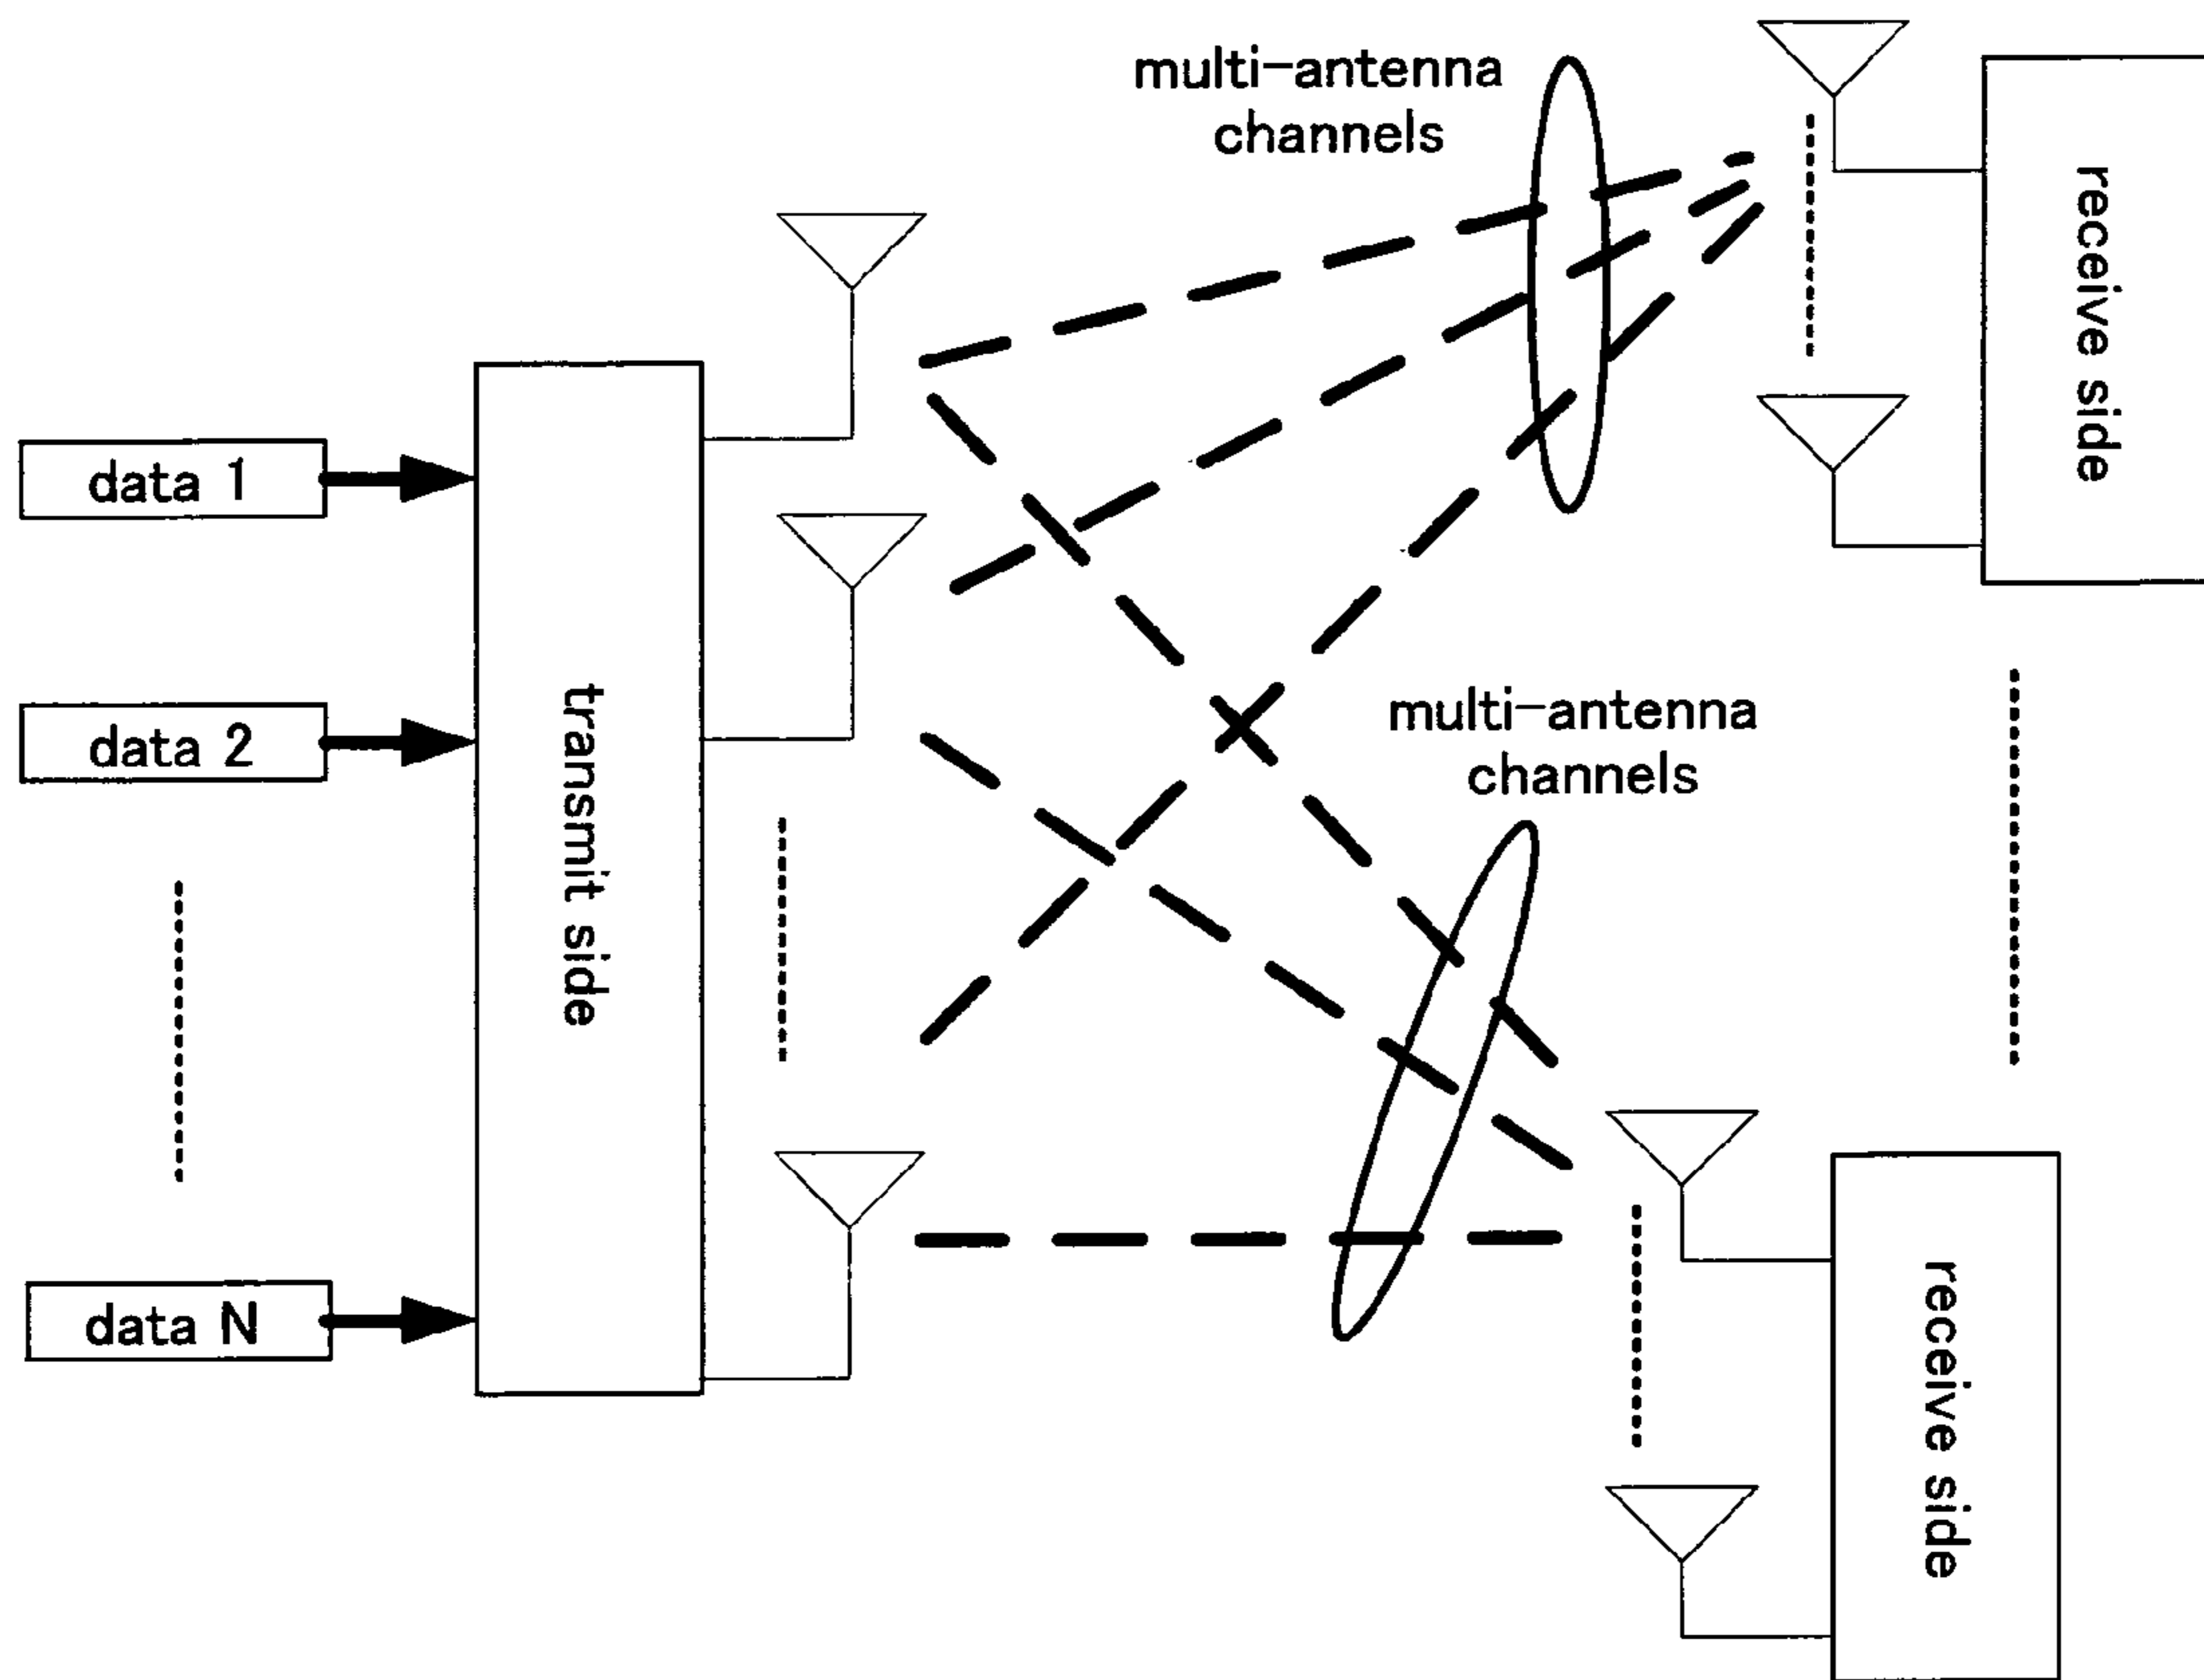 multi-antenna
channels
receive side
data 1
data 2
transmit side
multi-antenna
channels
data N
receive side